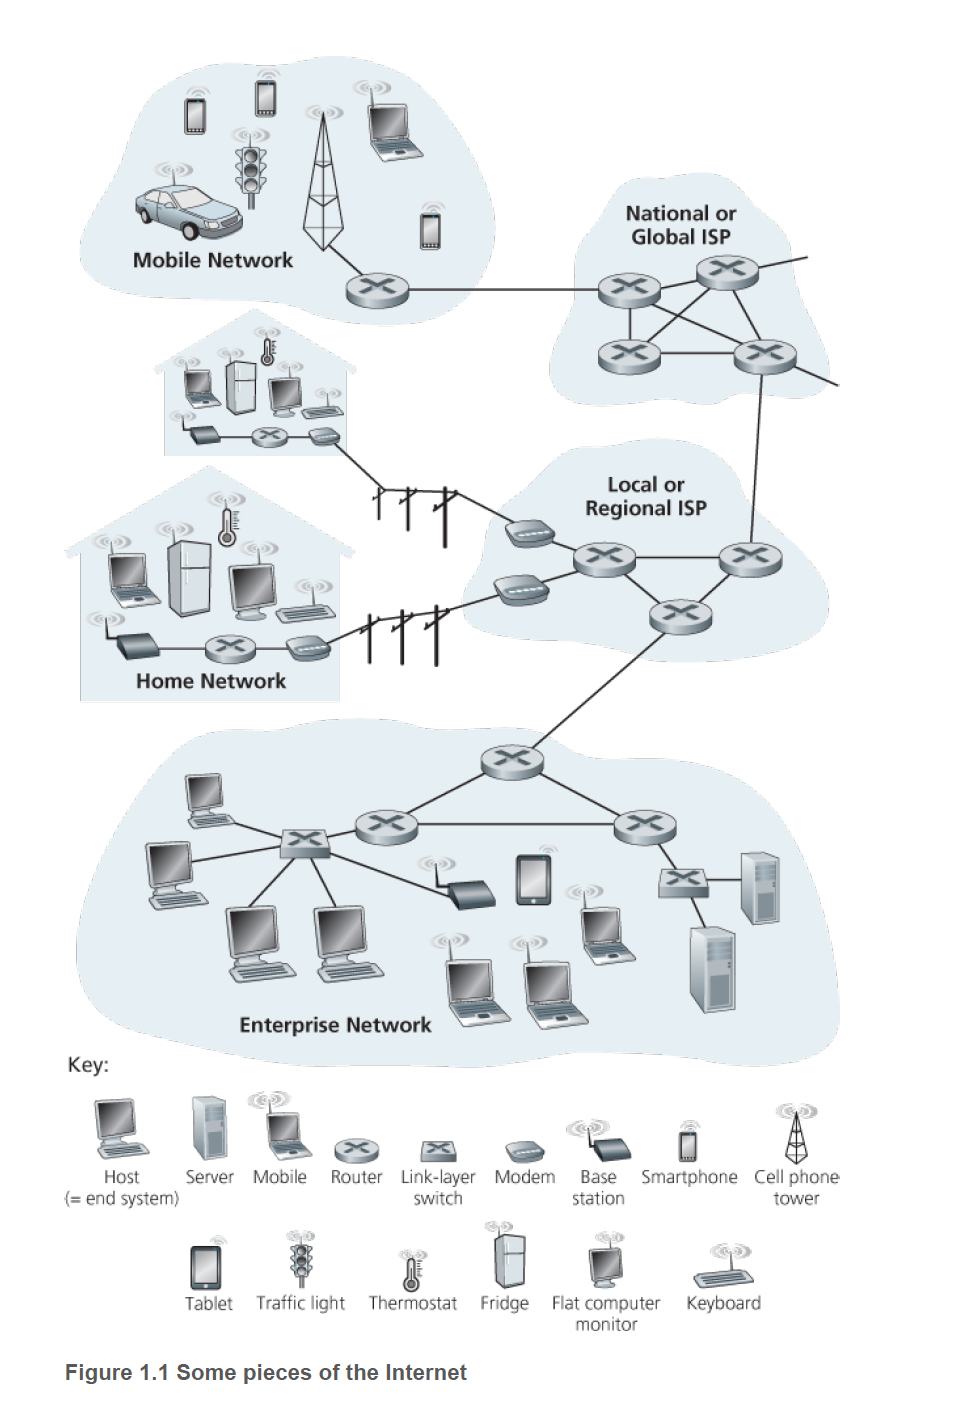 National or
Global ISP
Mobile Network
Local or
Regional ISP
Home Network
Enterprise Network
Key:
Host
(= end system)
Server
Mobile
Router
Link-layer
switch
Modem
Base
station
Smartphone
Cell phone
tower
Tablet
Traffic light
Thermostat
Fridge
Flat computer
monitor
Keyboard
Figure 1.1 Some pieces of the Internet